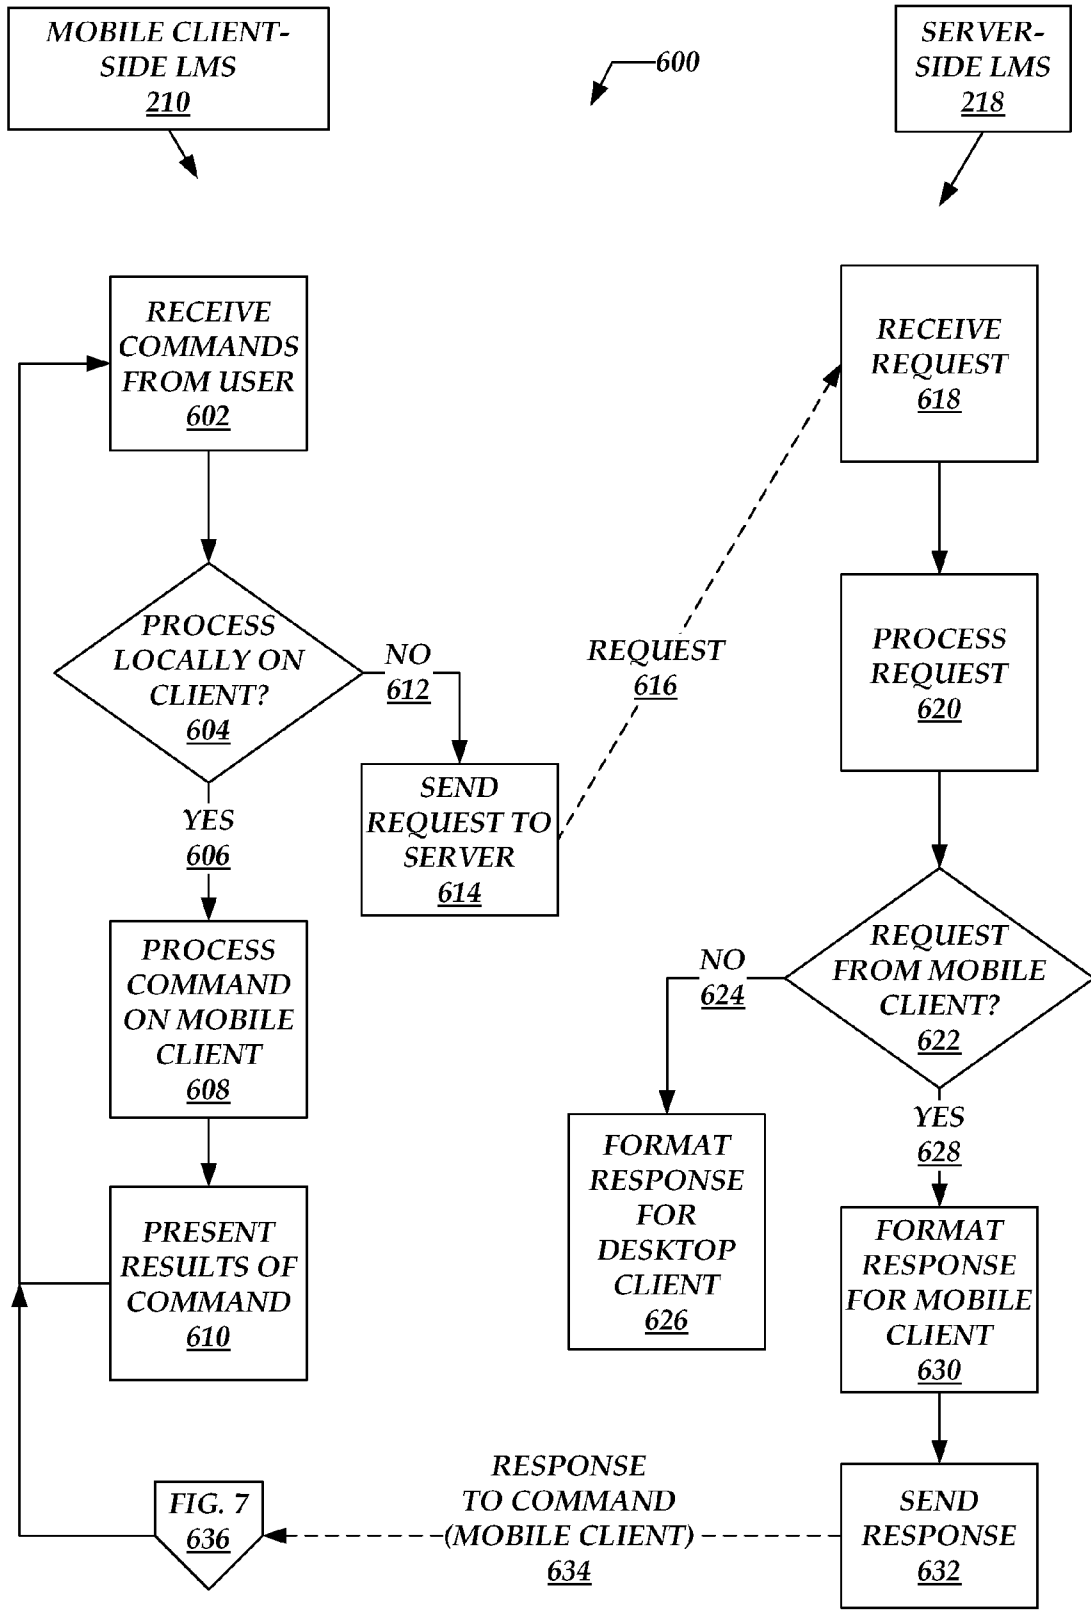 MOBILE CLIENT-
SIDE LMS
210
600
SERVER-
SIDE LMS
218
RECEIVE
COMMANDS
FROM USER
602
PROCESS
LOCALLY ON
CLIENT?
604
NO
612
YES
606
SEND
REQUEST TO
SERVER
614
PROCESS
COMMAND
ON MOBILE
CLIENT
608
PRESENT
RESULTS OF
COMMAND
610
REQUEST
616
RECEIVE
REQUEST
618
PROCESS
REQUEST
620
REQUEST
FROM MOBILE
CLIENT?
622
NO
624
FORMAT
RESPONSE
FOR
DESKTOP
CLIENT
626
YES
628
FORMAT
RESPONSE
FOR MOBILE
CLIENT
630
SEND
RESPONSE
632
RESPONSE
TO COMMAND
(MOBILE CLIENT)
634
FIG. 7
636